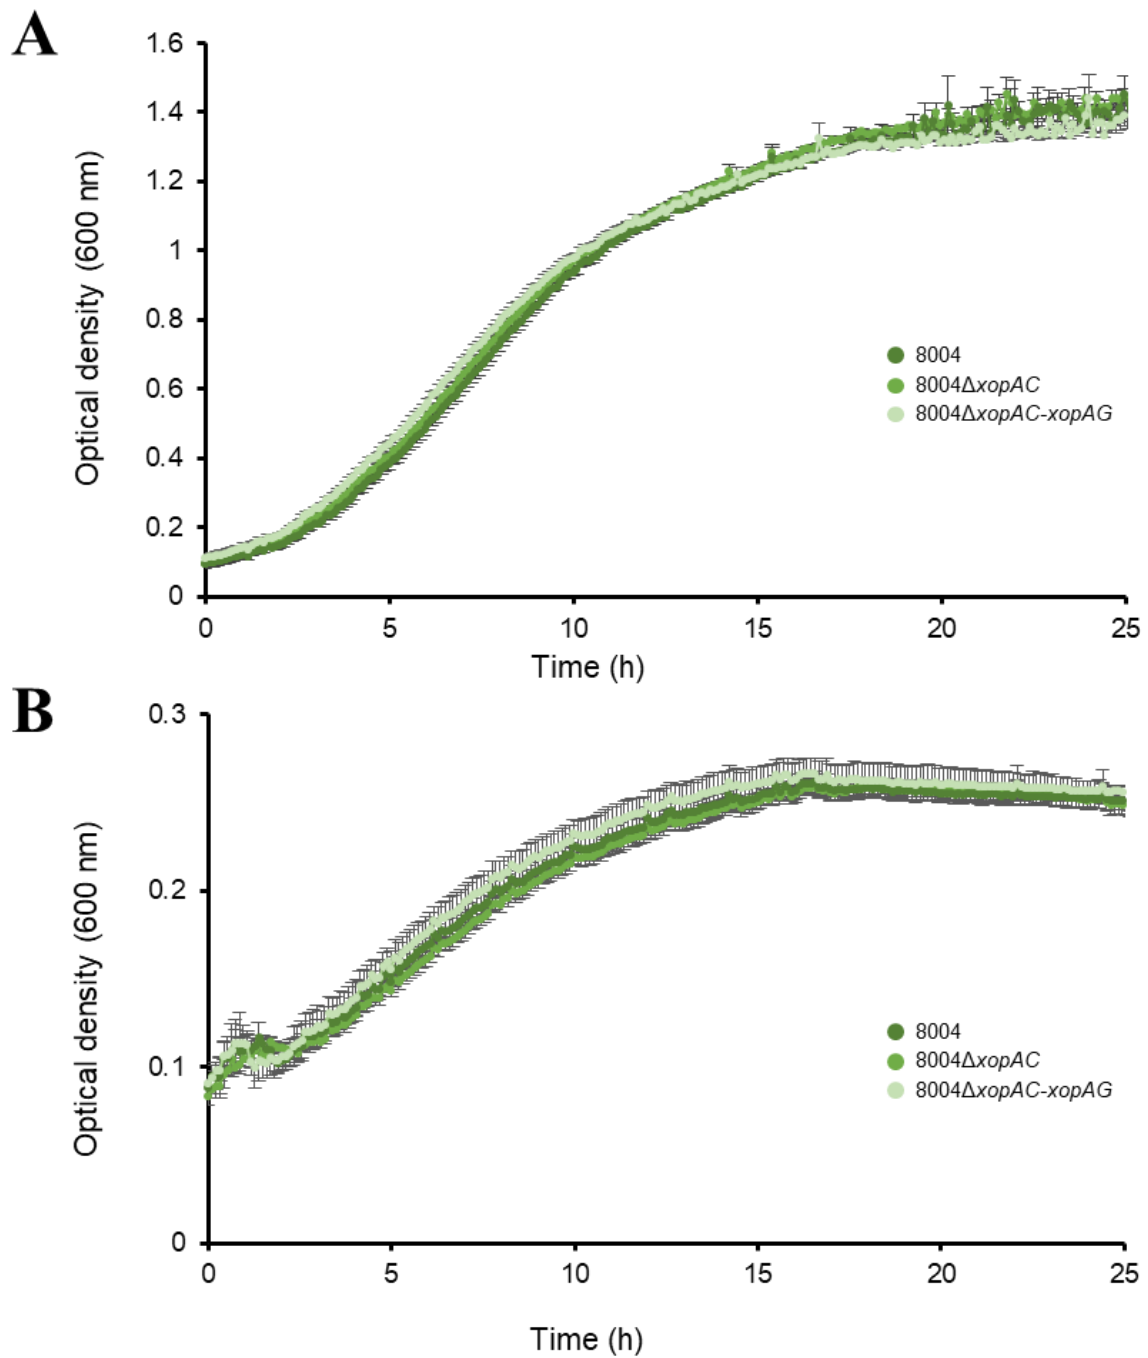 A
1.6
1.4
1.2
1
0.8
0.6
0.4
0.2
0
Optical density (600 nm)
8004
8004ΔxopAC
8004ΔxopAC-xopAG
0 5 10 15 20 25
Time (h)
B
0.3
0.2
0.1
0
Optical density (600 nm)
8004
8004ΔxopAC
8004ΔxopAC-xopAG
0 5 10 15 20 25
Time (h)